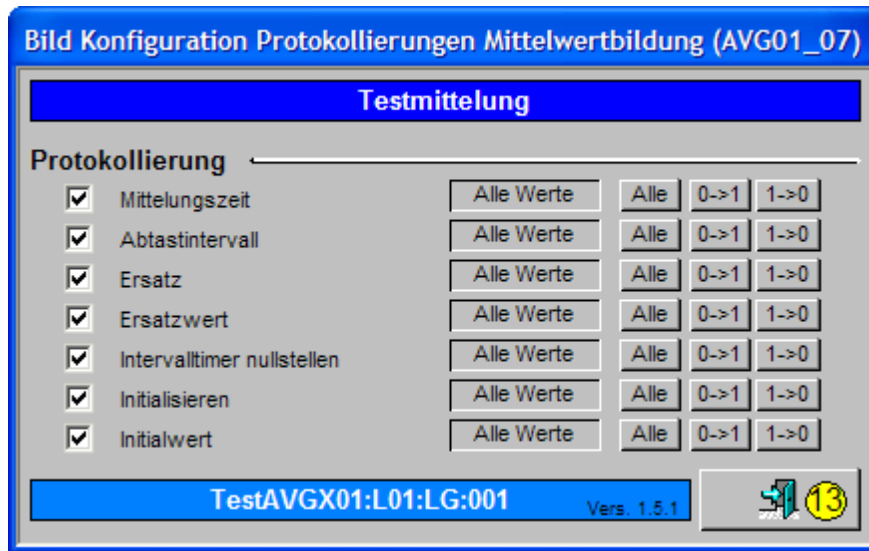 Bild Konfiguration Protokollierungen Mittelwertbildung (AVG01_07)
Testmittelung
Protokollierung
Mittelungszeit Alle Werte Alle 0->1 1->0
Abtastintervall Alle Werte Alle 0->1 1->0
Ersatz Alle Werte Alle 0->1 1->0
Ersatzwert Alle Werte Alle 0->1 1->0
Intervalltimer nullstellen Alle Werte Alle 0->1 1->0
Initialisieren Alle Werte Alle 0->1 1->0
Initialwert Alle Werte Alle 0->1 1->0
TestAVGX01:L01:LG:001 Vers. 1.5.1 13